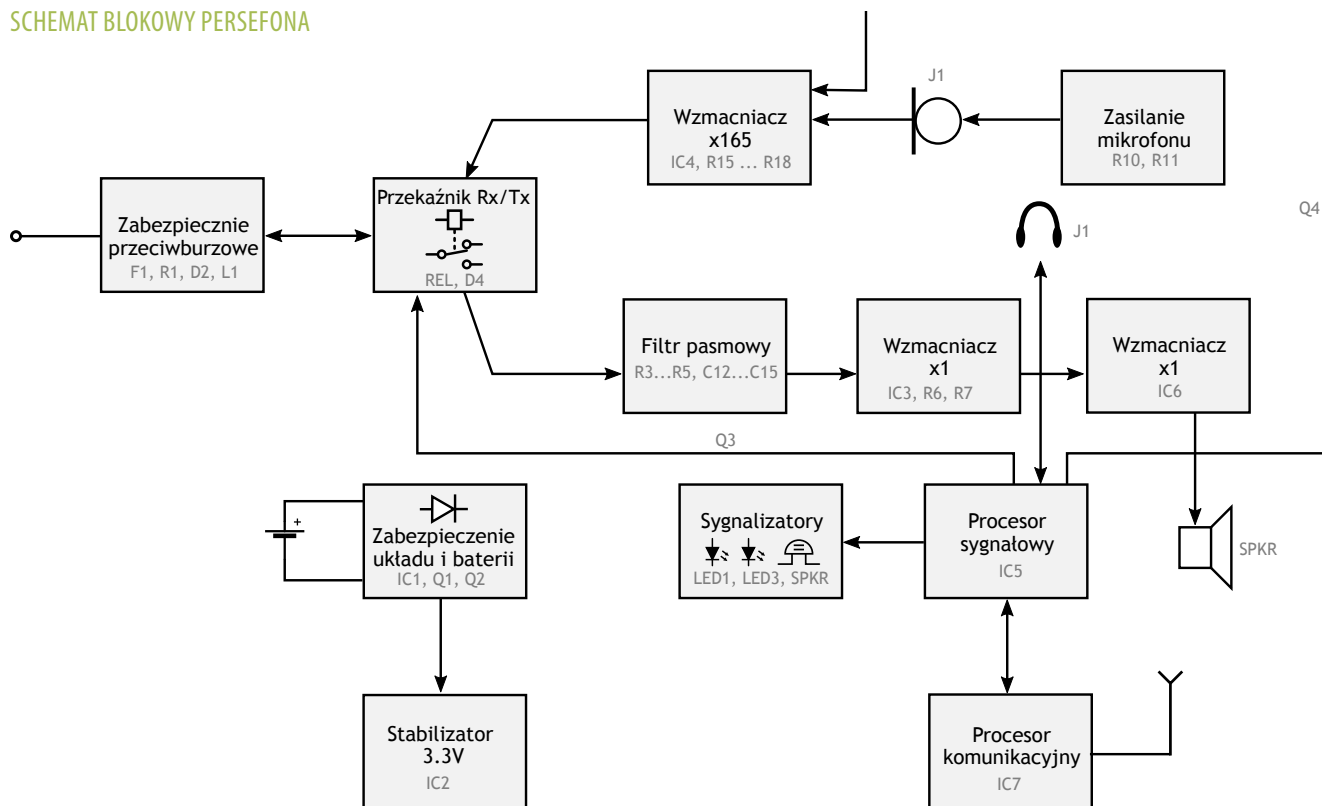 SCHEMAT BLOKOWY PERSEFONA
J1
Wzmacniacz
x165
IC4, R15 ... R18
Zasilanie
mikrofonu
R10, R11
Przekaźnik Rx/Tx
REL, D4
Zabezpiecznie
przeciwburzowe
F1, R1, D2, L1
Q4
J1
Filtr pasmowy
R3...R5, C12...C15
Wzmacniacz
x1
IC3, R6, R7
Wzmacniacz
x1
IC6
Q3
+
Zabezpieczenie
układu i baterii
IC1, Q1, Q2
Sygnalizatory
LED1, LED3, SPKR
Procesor
sygnałowy
IC5
SPKR
Stabilizator
3.3V
IC2
Procesor
komunikacyjny
IC7